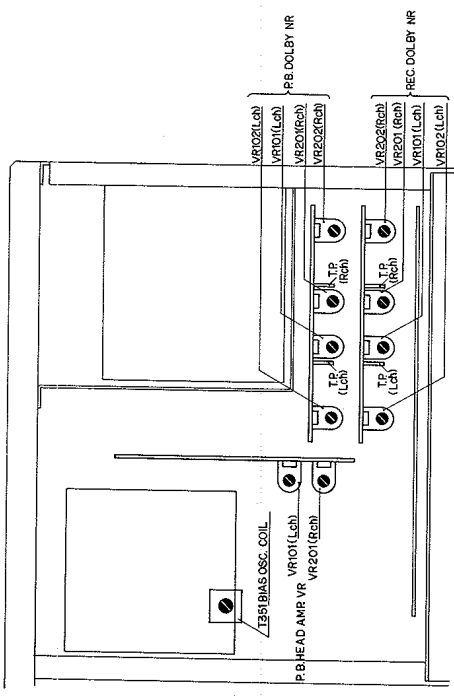 P.B. DOLBY NR
VR102(Lch)
VR101(Lch)
VR201(Rch)
VR202(Rch)
REC. DOLBY NR
VR202(Rch)
VR201(Rch)
VR101(Lch)
VR102(Lch)
T.P.
(Rch)
T.P.
(Lch)
T.P.
(Rch)
T.P.
(Lch)
T351 BIAS OSC. COIL
VR101(Lch)
VR201(Rch)
P.B. HEAD AMP. VR